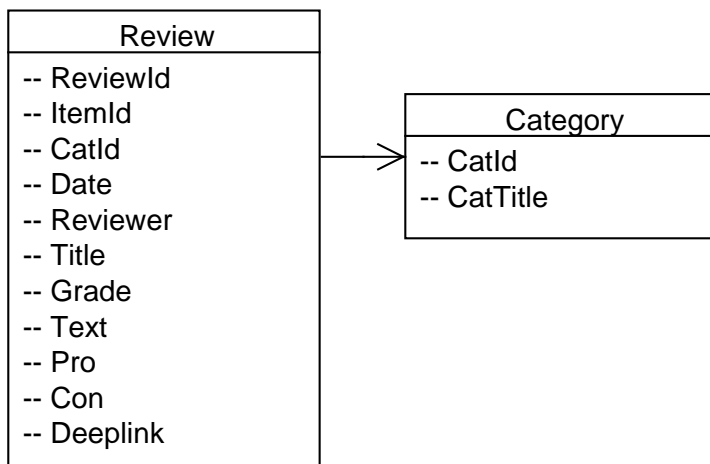 Review
-- ReviewId
-- ItemId
-- CatId
-- Date
-- Reviewer
-- Title
-- Grade
-- Text
-- Pro
-- Con
-- Deeplink
Category
-- CatId
-- CatTitle